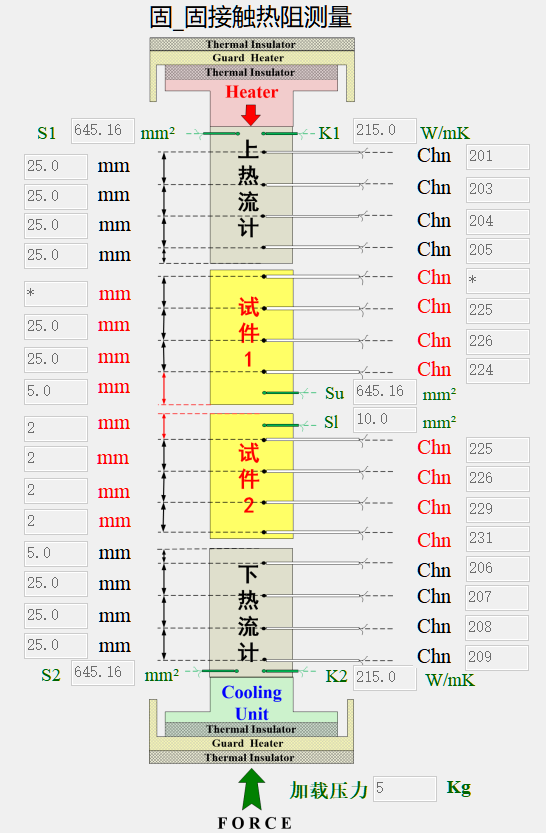 固_固接触热阻测量
Thermal Insulator
Guard Heater
Thermal Insulator
Heater
S1 645.16 mm² K1 215.0 W/mK
上热流计
25.0 mm Chn 201
25.0 mm Chn 203
25.0 mm Chn 204
25.0 mm Chn 205
试件1
* mm Chn *
25.0 mm Chn 225
25.0 mm Chn 226
5.0 mm Chn 224
Su 645.16 mm²
Sl 10.0 mm²
试件2
2 mm Chn 225
2 mm Chn 226
2 mm Chn 229
2 mm Chn 231
下热流计
5.0 mm Chn 206
25.0 mm Chn 207
25.0 mm Chn 208
25.0 mm Chn 209
S2 645.16 mm² K2 215.0 W/mK
Cooling
Unit
Thermal Insulator
Guard Heater
Thermal Insulator
加载压力 5 Kg
FORCE